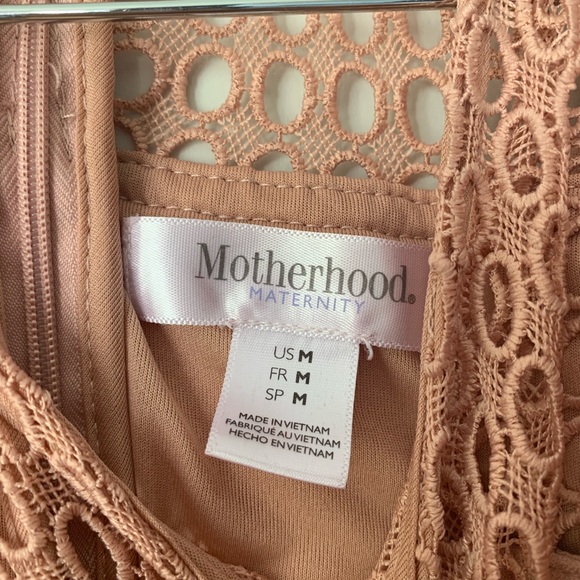 Motherhood®
MATERNITY
US M
FR M
SP M
MADE IN VIETNAM
FABRIQUÉ AU VIETNAM
HECHO EN VIETNAM